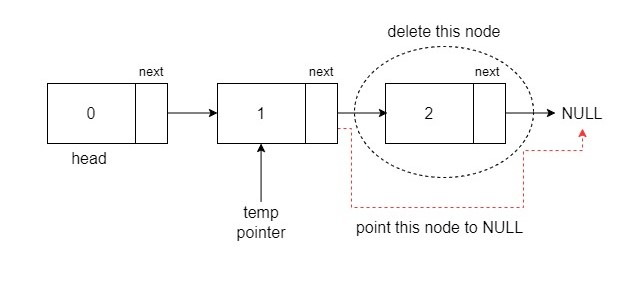 delete this node
next
next
next
0
1
2
NULL
head
temp
pointer
point this node to NULL